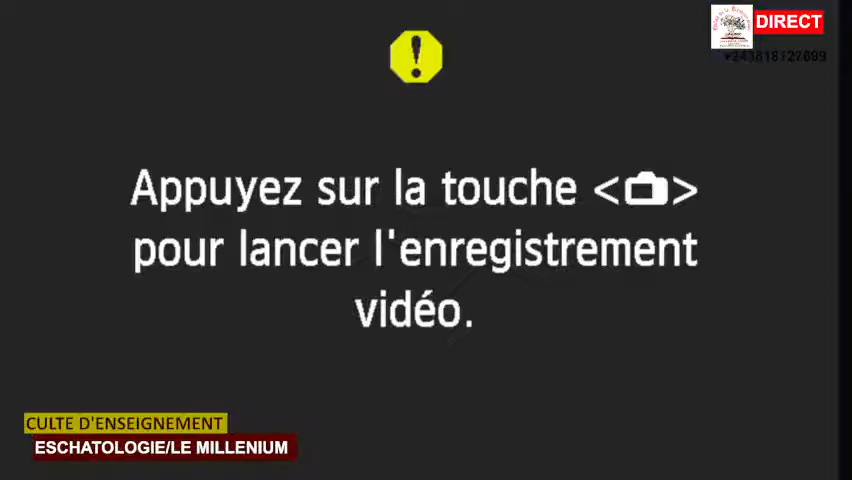 DIRECT
Appuyez sur la touche < >
pour lancer l'enregistrement
vidéo.
CULTE D'ENSEIGNEMENT
ESCHATOLOGIE/LE MILLENIUM